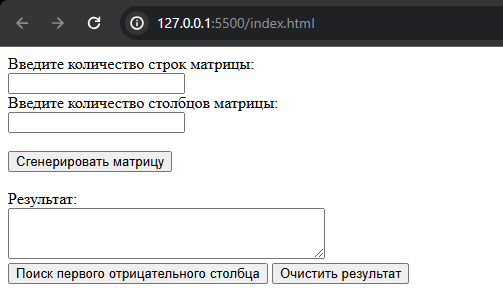 127.0.0.1:5500/index.html
Введите количество строк матрицы:
Введите количество столбцов матрицы:
Сгенерировать матрицу
Результат:
Поиск первого отрицательного столбца Очистить результат